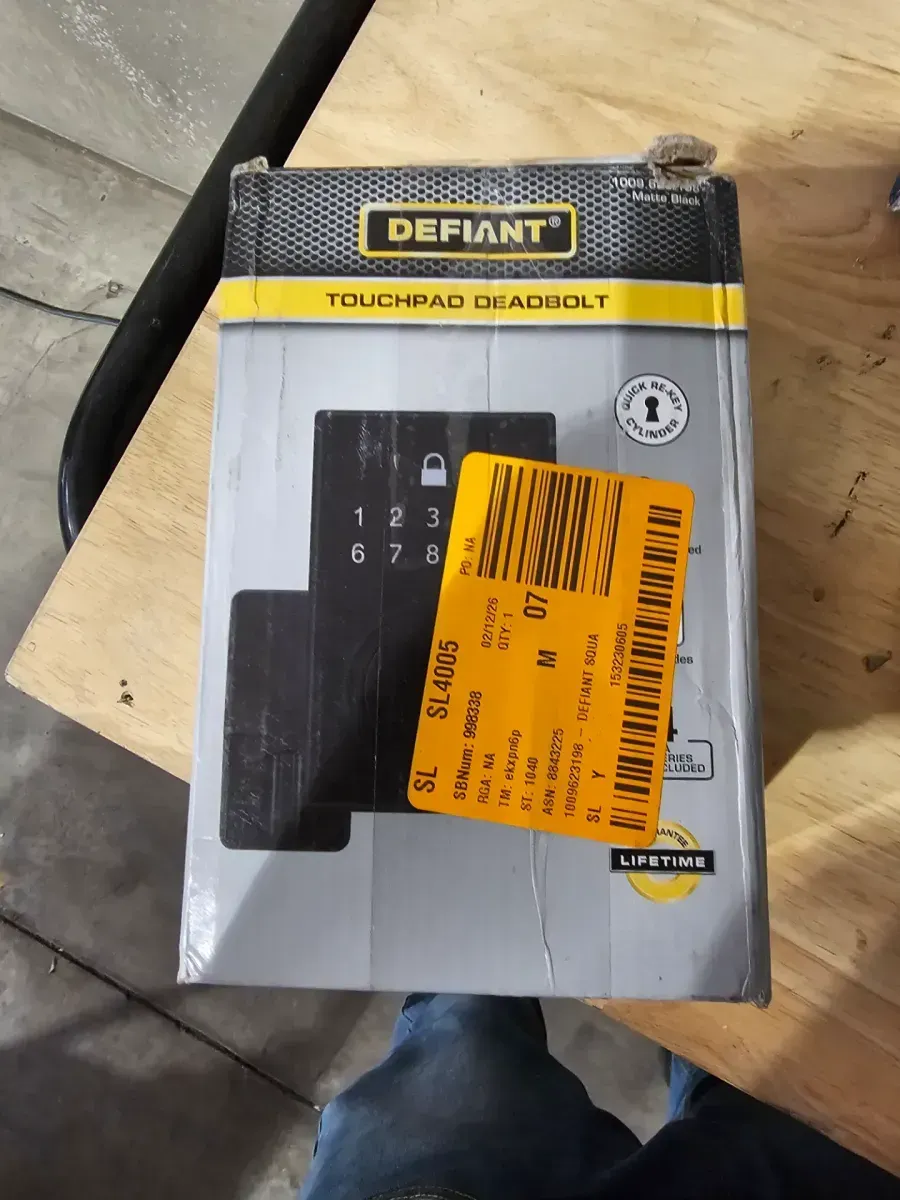 Matte Black
DEFIANT®
TOUCHPAD DEADBOLT
QUICK RE-KEY
CYLINDER
1 2 3
6 7 8
SL SL4005
SBNum: 998338 02/12/26 PO: NA
RGA: NA QTY: 1
TM: ekxpn6p
ST: 1040 M 07
ASN: 8843225
1009623198 - DEFIANT SQUA
SL Y 153230605
LIFETIME